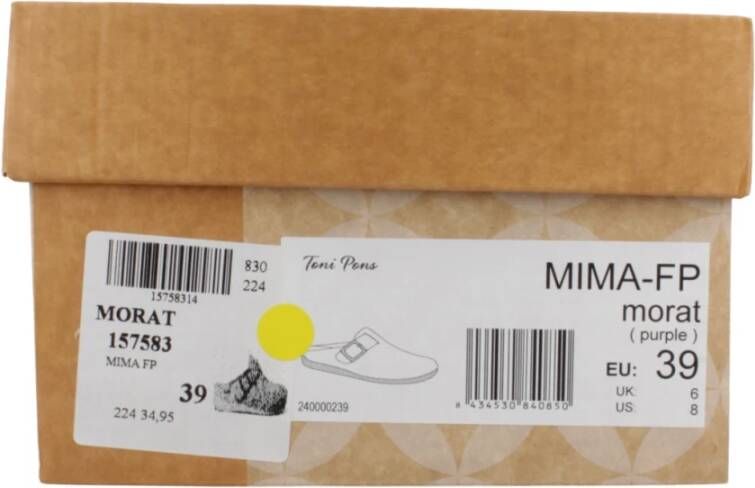 830
224
15758314
MORAT
157583
MIMA FP
39
224 34,95
Toni Pons
240000239
MIMA-FP
morat
( purple )
EU: 39
UK: 6
US: 8
8 434530 840850